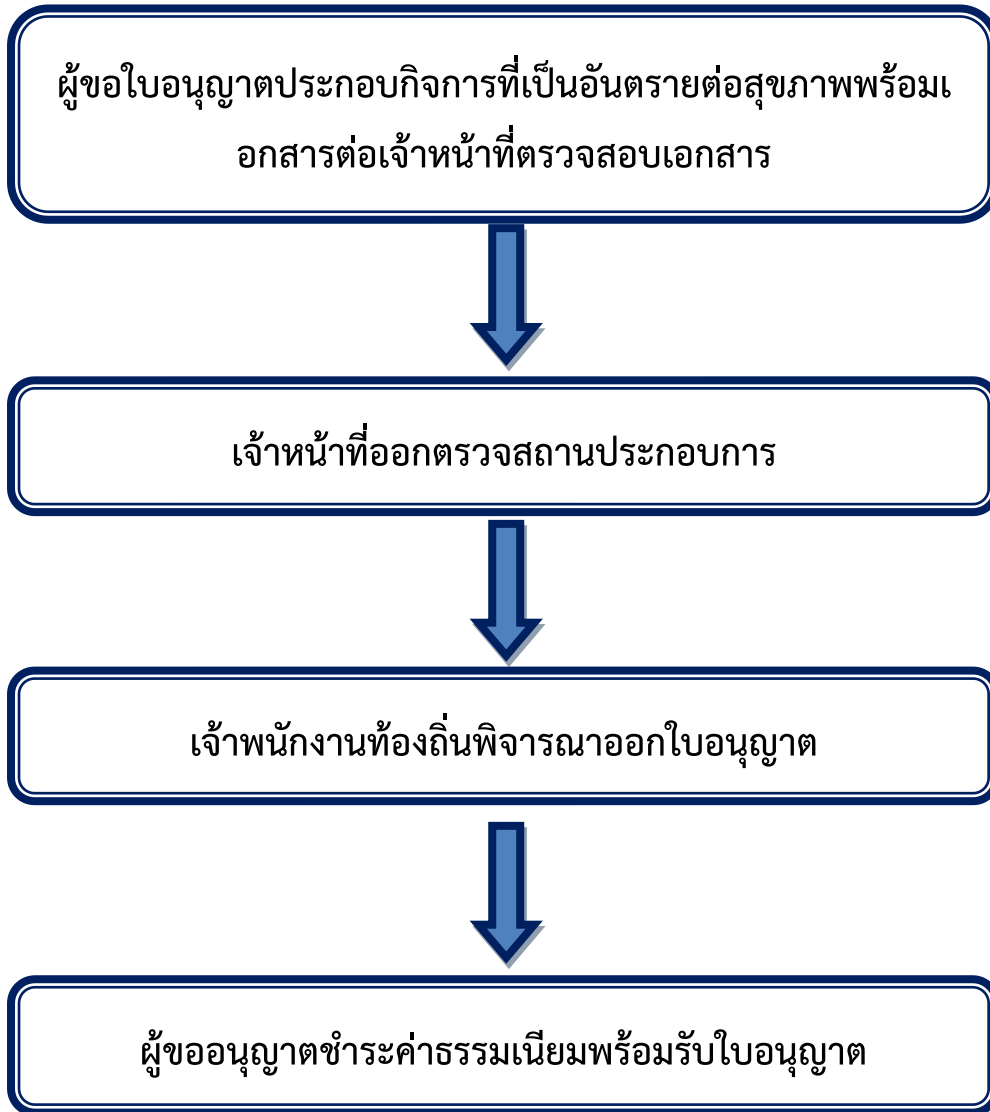 ผู้ขอใบอนุญาตประกอบกิจการที่เป็นอันตรายต่อสุขภาพพร้อมเ
อกสารต่อเจ้าหน้าที่ตรวจสอบเอกสาร
เจ้าหน้าที่ออกตรวจสถานประกอบการ
เจ้าพนักงานท้องถิ่นพิจารณาออกใบอนุญาต
ผู้ขออนุญาตชำระค่าธรรมเนียมพร้อมรับใบอนุญาต